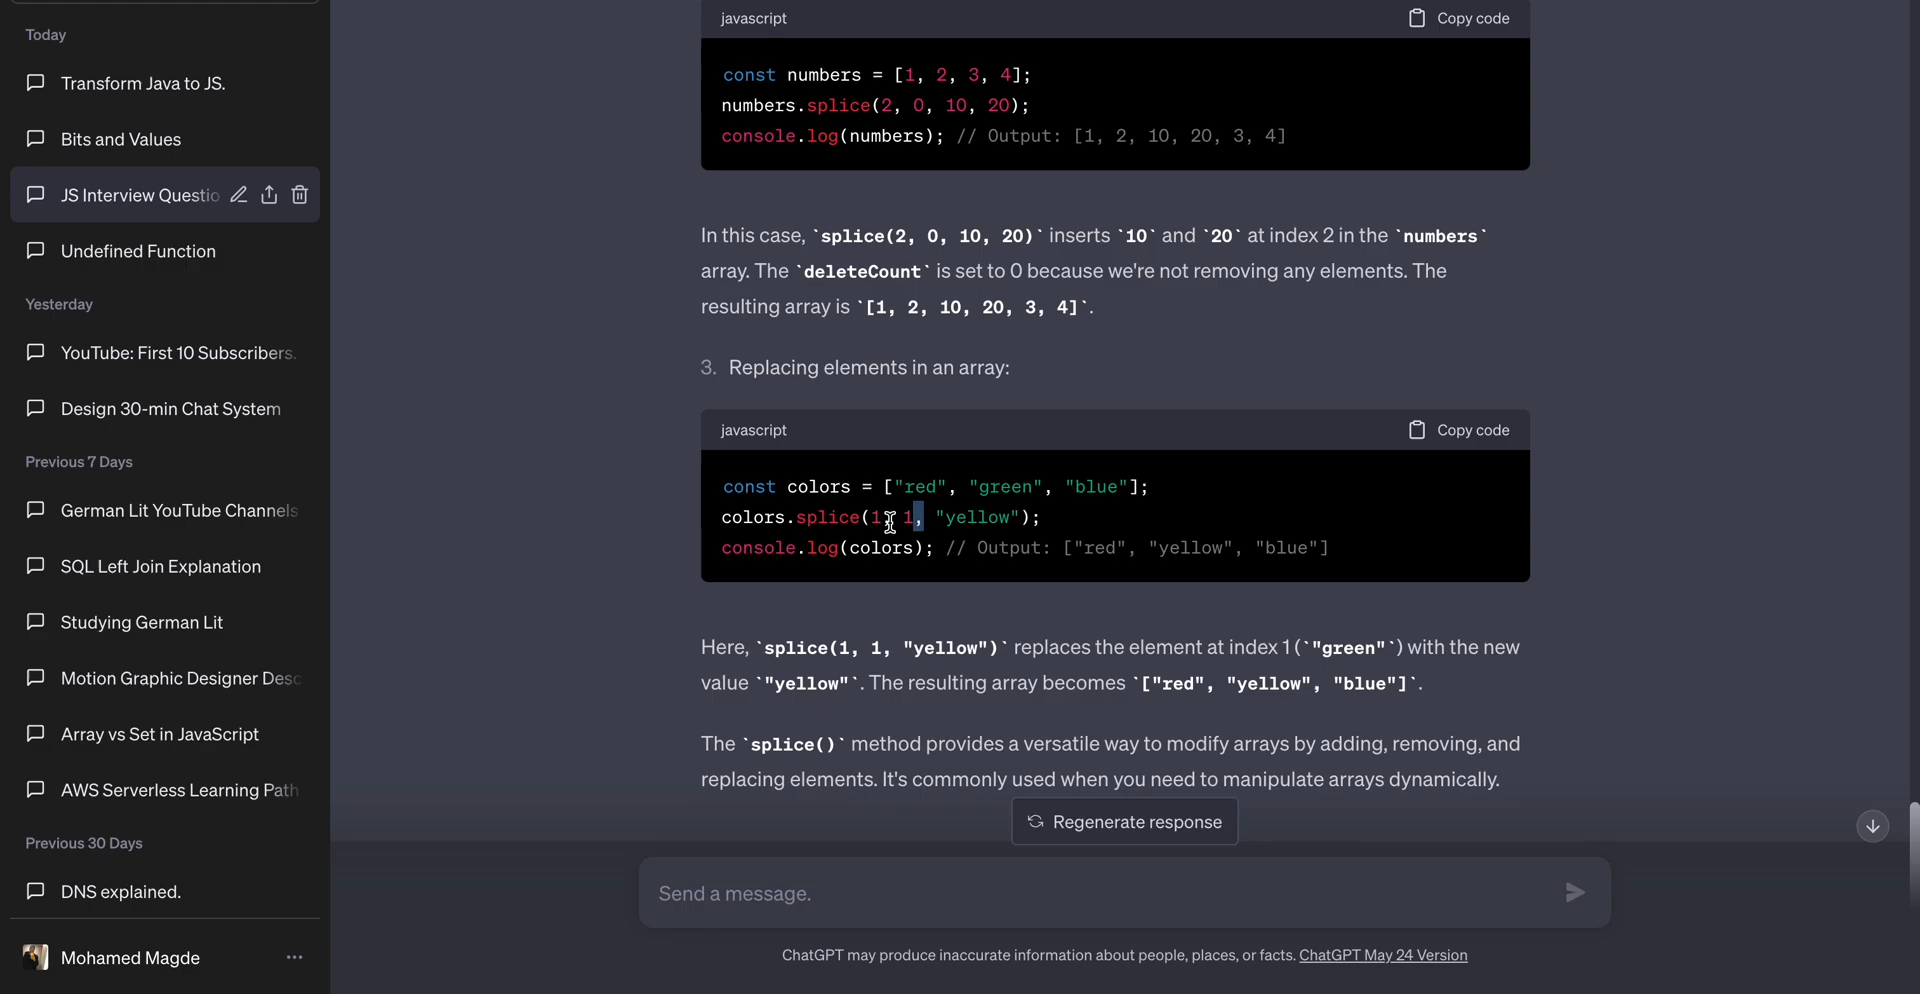 Today
Transform Java to JS.
Bits and Values
JS Interview Questio
Undefined Function
Yesterday
YouTube: First 10 Subscribers.
Design 30-min Chat System
Previous 7 Days
German Lit YouTube Channels
SQL Left Join Explanation
Studying German Lit
Motion Graphic Designer Desc
Array vs Set in JavaScript
AWS Serverless Learning Path
Previous 30 Days
DNS explained.
Mohamed Magde
javascript Copy code
const numbers = [1, 2, 3, 4];
numbers.splice(2, 0, 10, 20);
console.log(numbers); // Output: [1, 2, 10, 20, 3, 4]
In this case, `splice(2, 0, 10, 20)` inserts `10` and `20` at index 2 in the `numbers`
array. The `deleteCount` is set to 0 because we're not removing any elements. The
resulting array is `[1, 2, 10, 20, 3, 4]`.
3. Replacing elements in an array:
javascript Copy code
const colors = ["red", "green", "blue"];
colors.splice(1, 1, "yellow");
console.log(colors); // Output: ["red", "yellow", "blue"]
Here, `splice(1, 1, "yellow")` replaces the element at index 1 (`"green"`) with the new
value `"yellow"`. The resulting array becomes `["red", "yellow", "blue"]`.
The `splice()` method provides a versatile way to modify arrays by adding, removing, and
replacing elements. It's commonly used when you need to manipulate arrays dynamically.
Regenerate response
Send a message.
ChatGPT may produce inaccurate information about people, places, or facts. ChatGPT May 24 Version